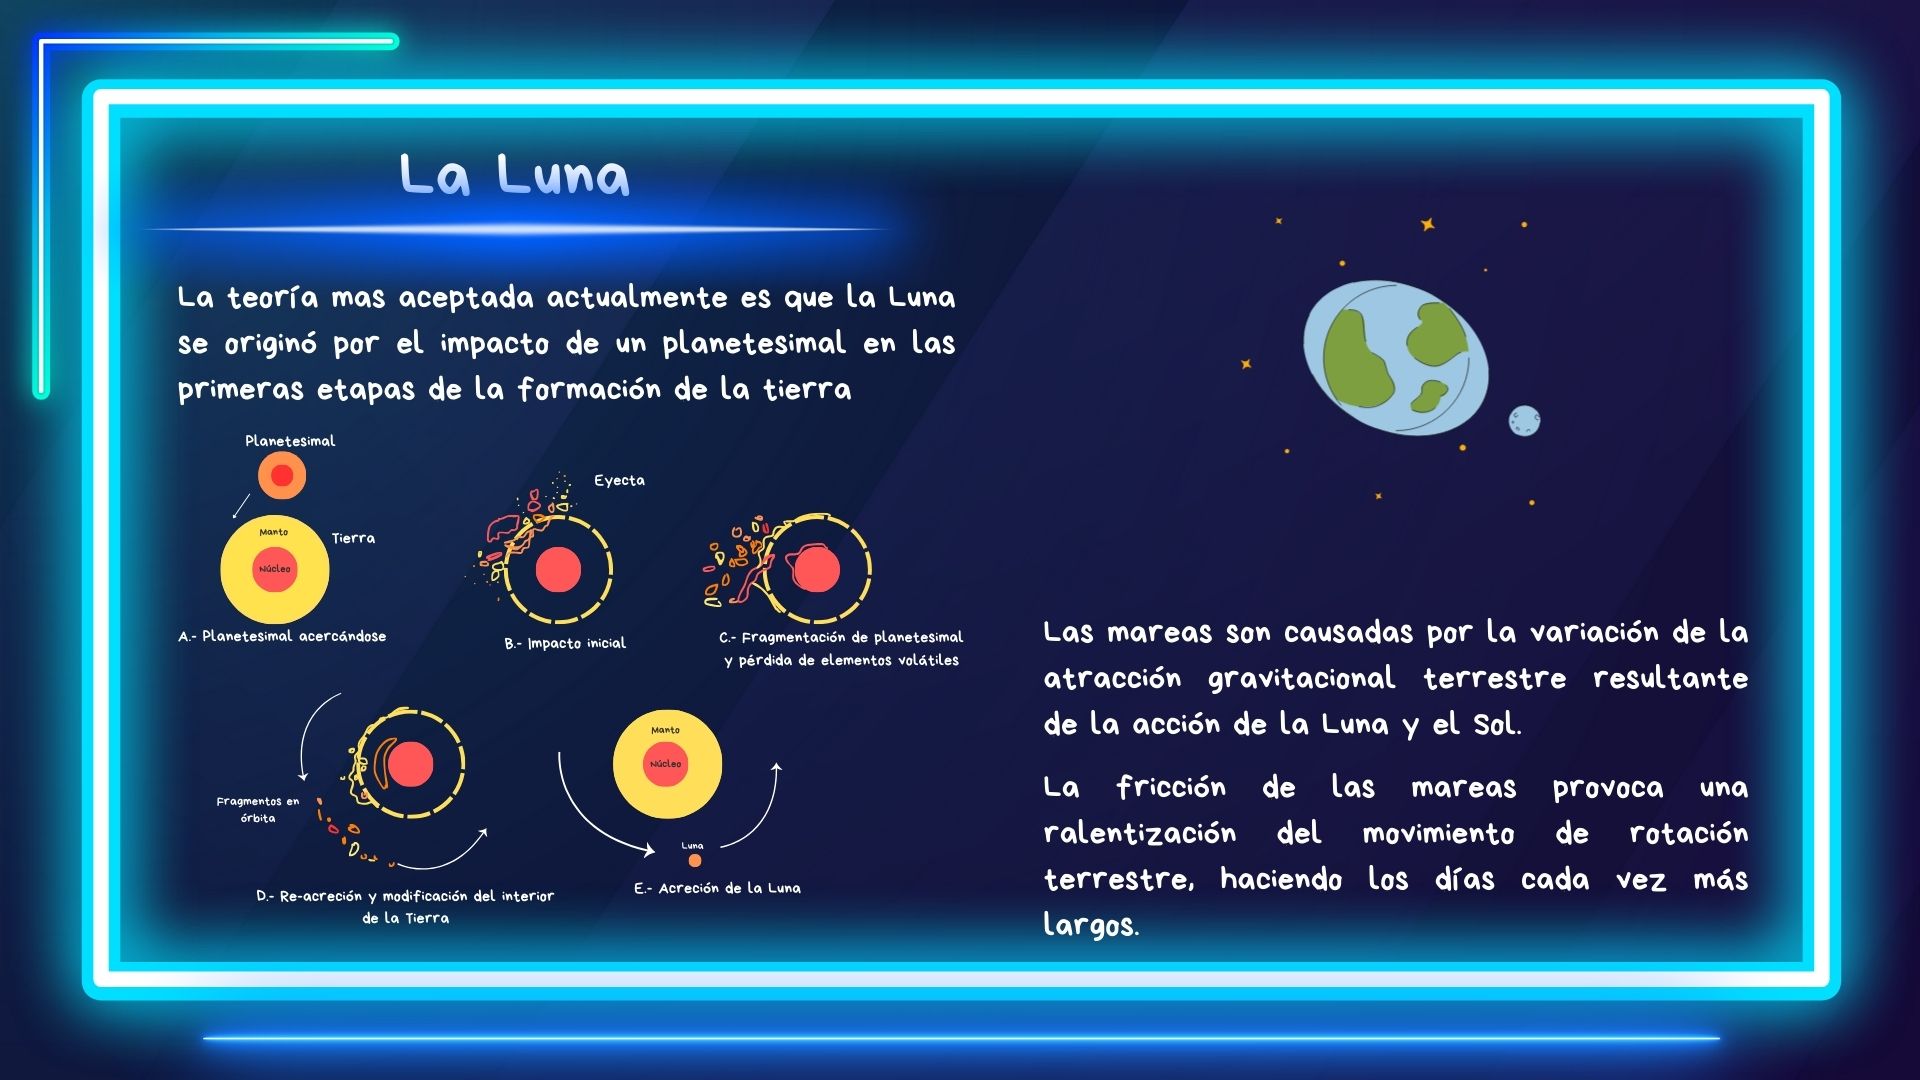 La Luna
La teoría mas aceptada actualmente es que la Luna
se originó por el impacto de un planetesimal en las
primeras etapas de la formación de la tierra
Planetesimal
Manto
Núcleo
Tierra
A.- Planetesimal acercándose
Eyecta
B.- Impacto inicial
C.- Fragmentación de planetesimal
y pérdida de elementos volátiles
Fragmentos en
órbita
D.- Re-acreción y modificación del interior
de la Tierra
Manto
Núcleo
Luna
E.- Acreción de la Luna
Las mareas son causadas por la variación de la
atracción gravitacional terrestre resultante
de la acción de la Luna y el Sol.
La fricción de las mareas provoca una
ralentización del movimiento de rotación
terrestre, haciendo los días cada vez más
largos.